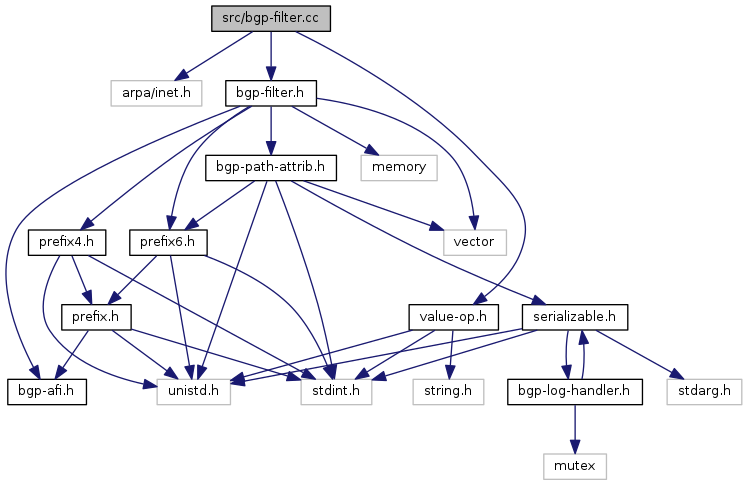 src/bgp-filter.cc
arpa/inet.h
bgp-filter.h
bgp-path-attrib.h
memory
prefix4.h
prefix6.h
vector
prefix.h
value-op.h
serializable.h
bgp-afi.h
unistd.h
stdint.h
string.h
bgp-log-handler.h
stdarg.h
mutex